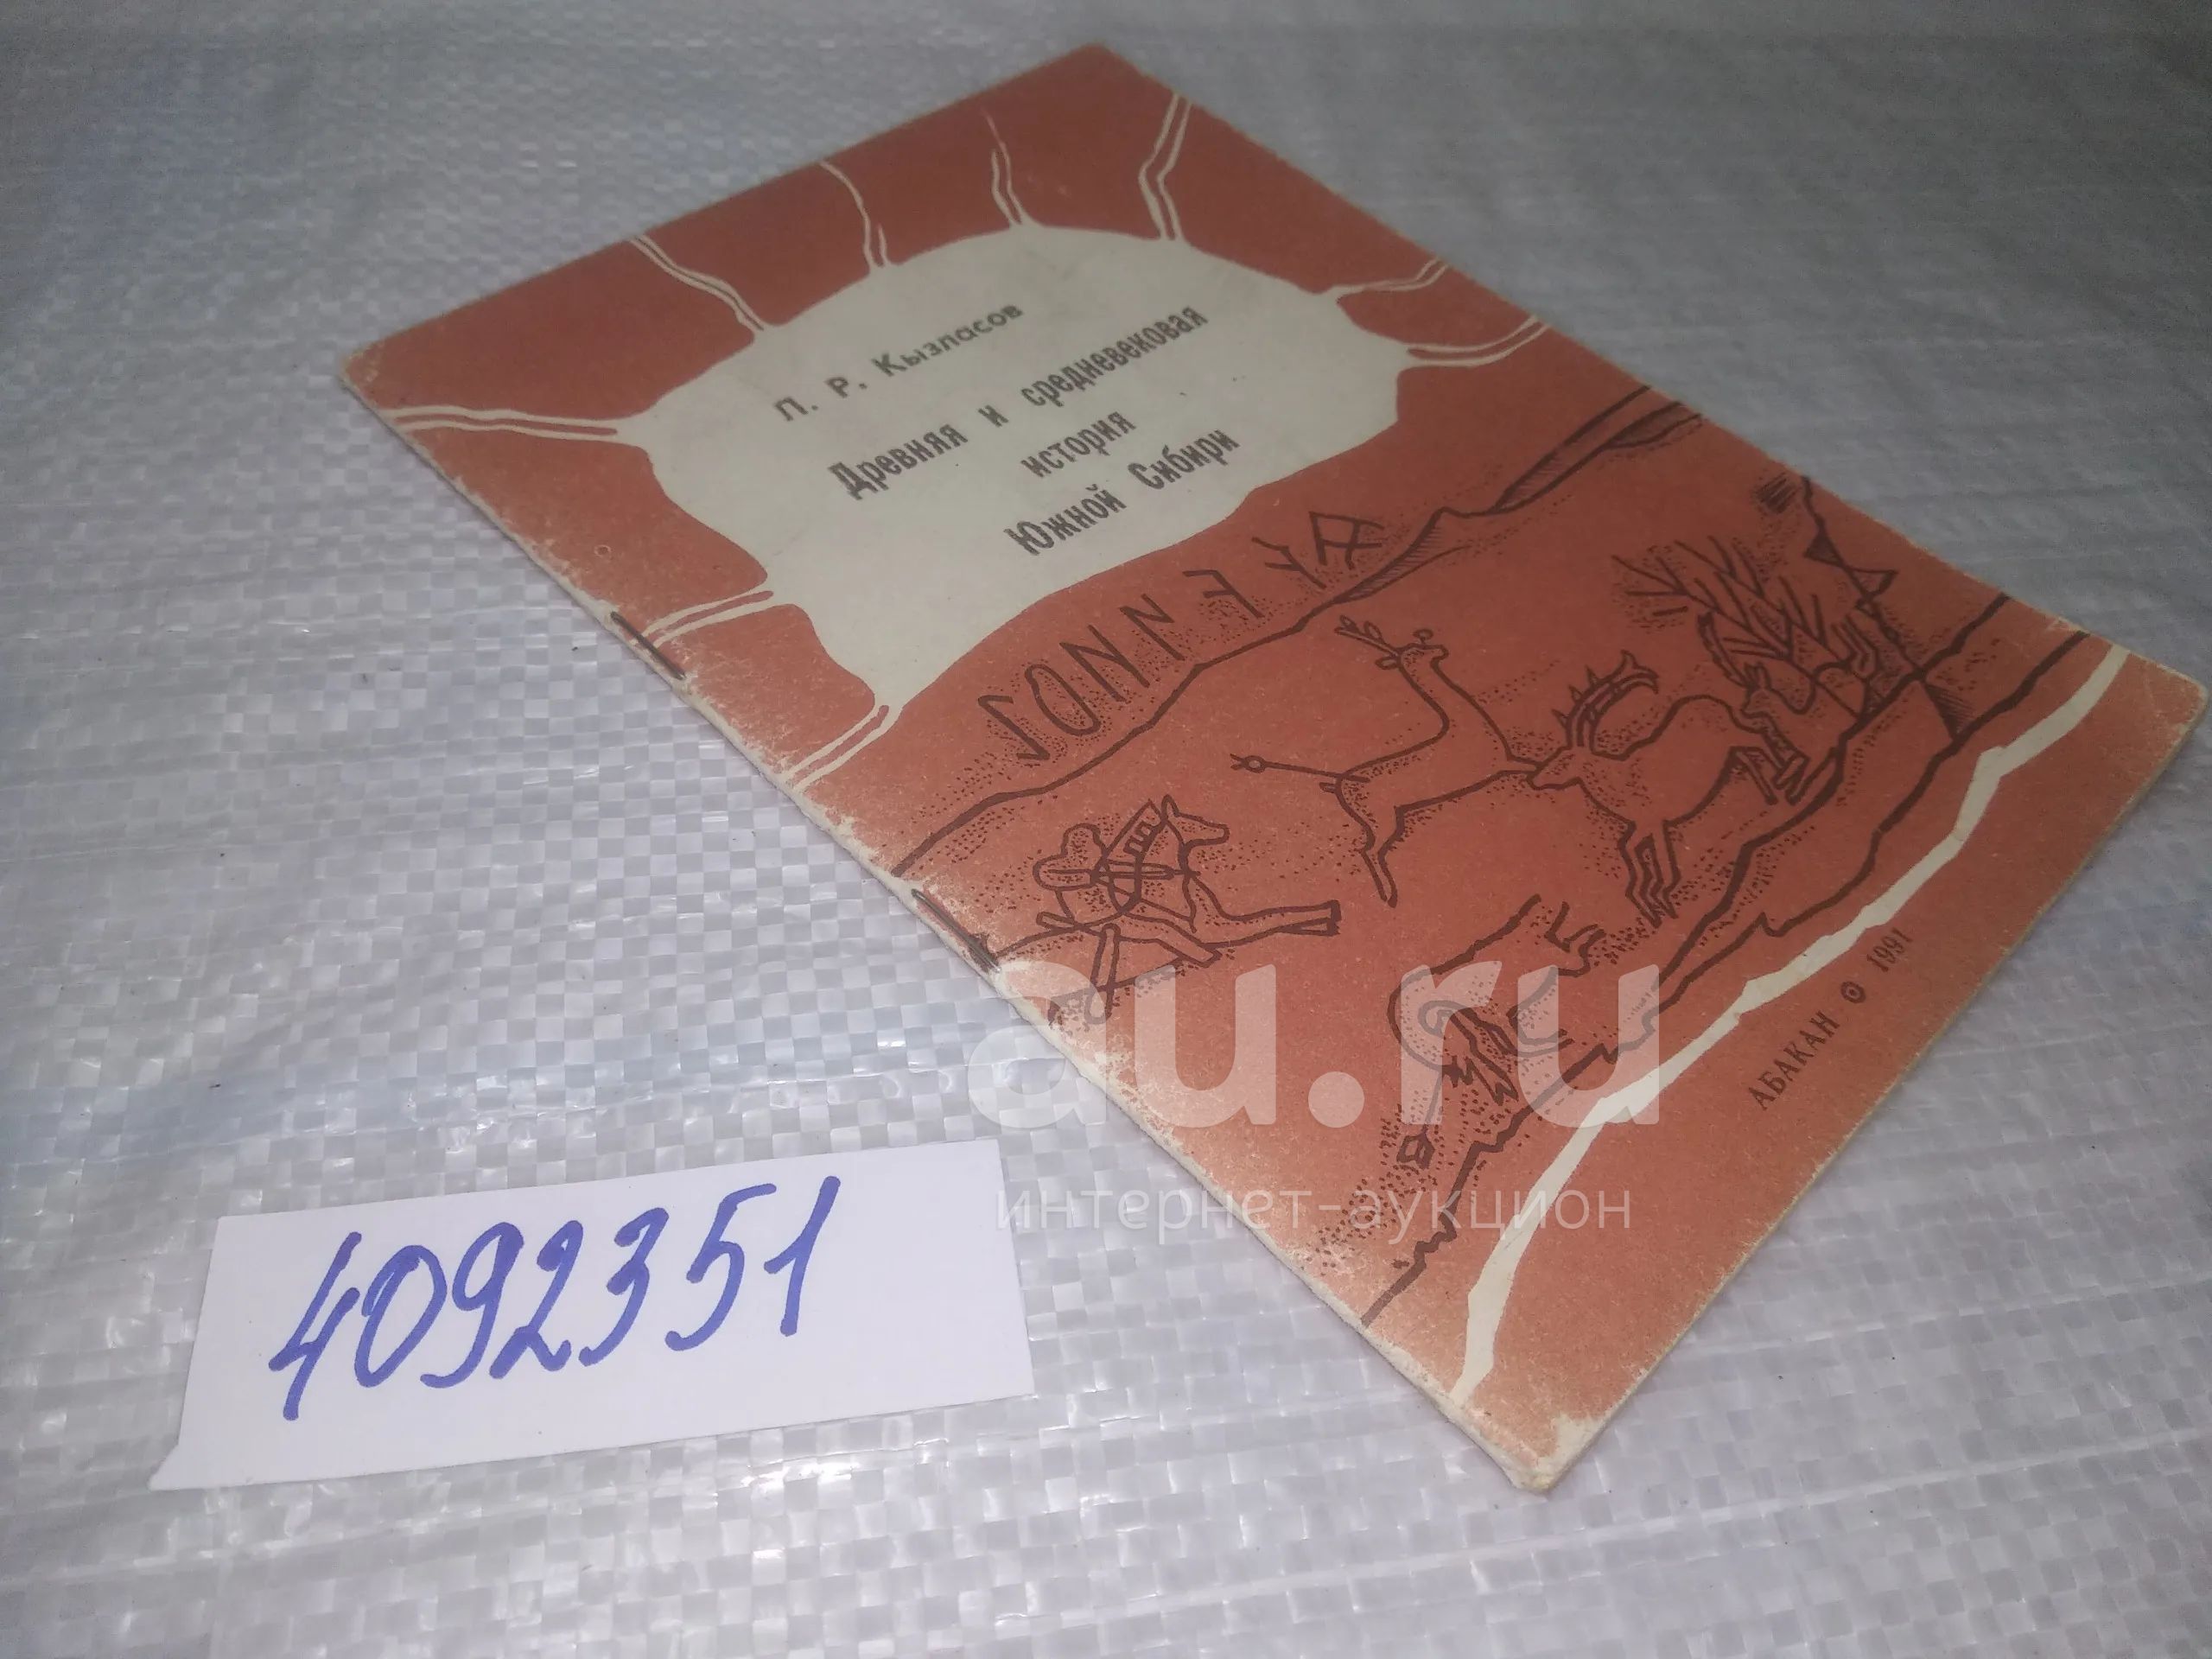 Л. Р. Кызласов
Древняя и средневековая
история
Южной Сибири
АБАКАН 1991
4092351
au.ru
интернет-аукцион